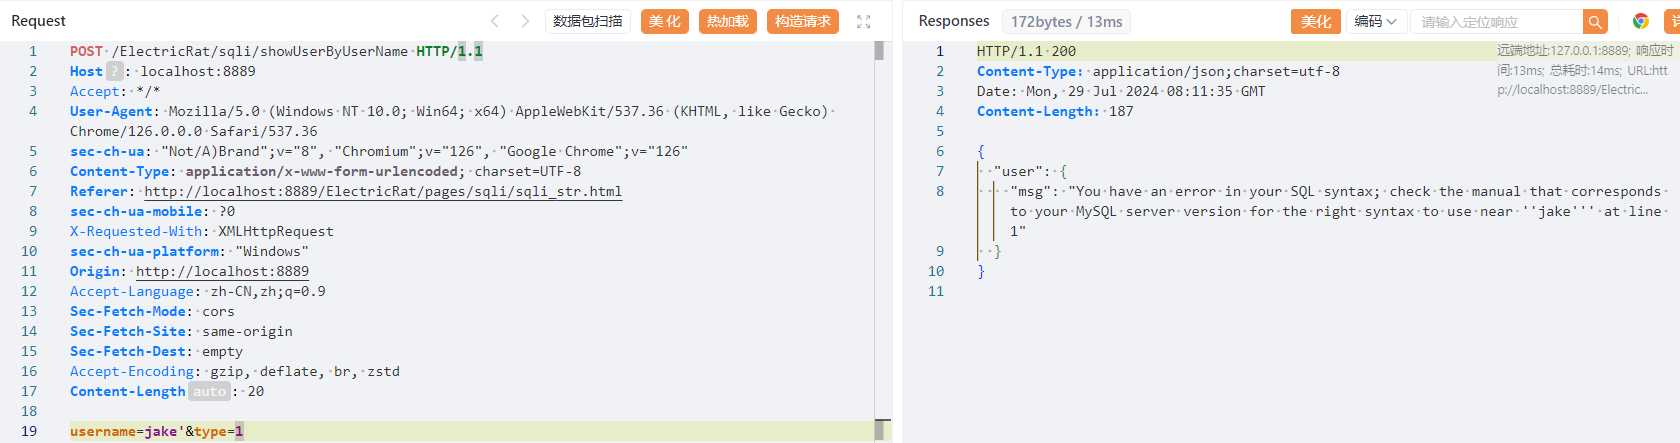 Request
数据包扫描
美化
热加载
构造请求
1 POST /ElectricRat/sqli/showUserByUserName HTTP/1.1
2 Host ? : localhost:8889
3 Accept: */*
4 User-Agent: Mozilla/5.0 (Windows NT 10.0; Win64; x64) AppleWebKit/537.36 (KHTML, like Gecko)
Chrome/126.0.0.0 Safari/537.36
5 sec-ch-ua: "Not/A)Brand";v="8", "Chromium";v="126", "Google Chrome";v="126"
6 Content-Type: application/x-www-form-urlencoded; charset=UTF-8
7 Referer: http://localhost:8889/ElectricRat/pages/sqli/sqli_str.html
8 sec-ch-ua-mobile: ?0
9 X-Requested-With: XMLHttpRequest
10 sec-ch-ua-platform: "Windows"
11 Origin: http://localhost:8889
12 Accept-Language: zh-CN,zh;q=0.9
13 Sec-Fetch-Mode: cors
14 Sec-Fetch-Site: same-origin
15 Sec-Fetch-Dest: empty
16 Accept-Encoding: gzip, deflate, br, zstd
17 Content-Length auto : 20
18
19 username=jake'&type=1
Responses
172bytes / 13ms
美化
编码
请输入定位响应
1 HTTP/1.1 200
2 Content-Type: application/json;charset=utf-8
3 Date: Mon, 29 Jul 2024 08:11:35 GMT
4 Content-Length: 187
5
6 {
7 "user": {
8 "msg": "You have an error in your SQL syntax; check the manual that corresponds
to your MySQL server version for the right syntax to use near ''jake''' at line
1"
9 }
10 }
11
远端地址:127.0.0.1:8889; 响应时
间:13ms; 总耗时:14ms; URL:htt
p://localhost:8889/Electric...